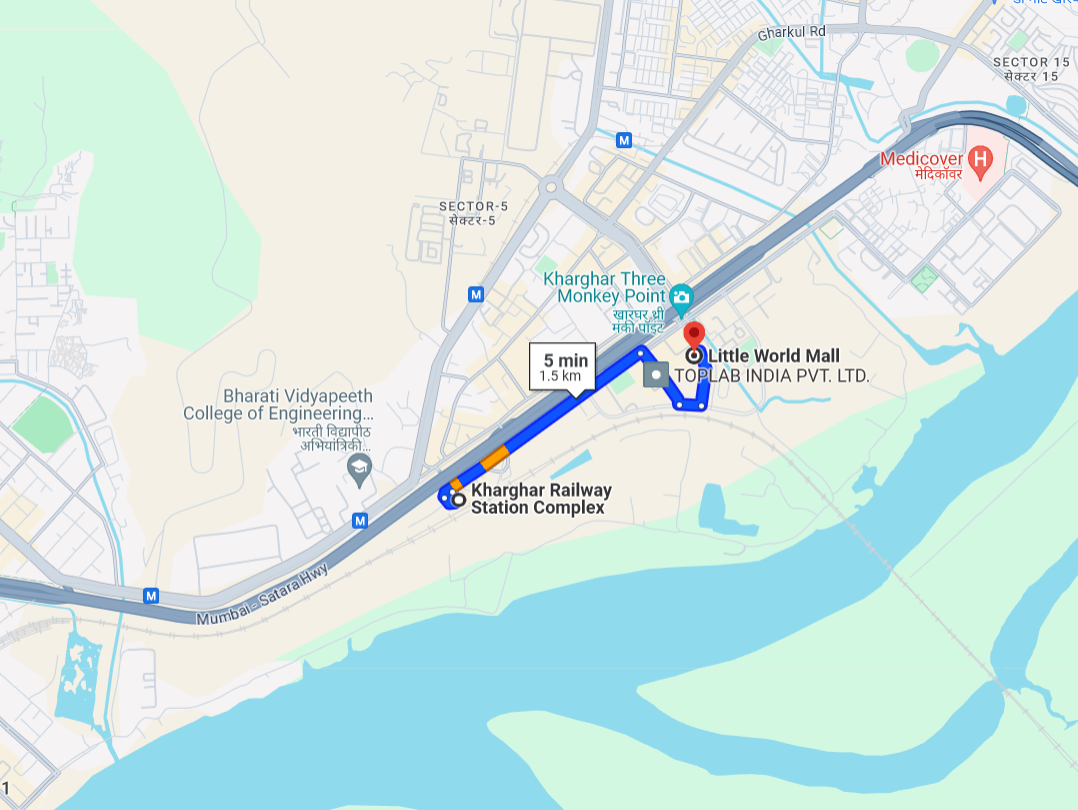 Gharkul Rd
SECTOR 15
सेक्टर 15
M
Medicover
मेदिकॉवर
H
SECTOR-5
सेक्टर-5
Kharghar Three
Monkey Point
खारघर थ्री
मंकी पॉइंट
M
5 min
1.5 km
Little World Mall
TOPLAB INDIA PVT. LTD.
Bharati Vidyapeeth
College of Engineering...
भारती विद्यापीठ
अभियांत्रिकी...
Kharghar Railway
Station Complex
M
M
Mumbai - Satara Hwy
1